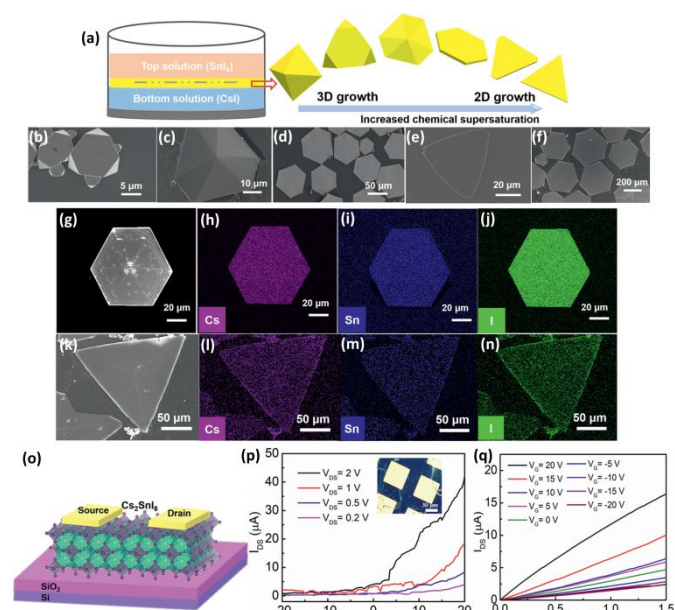 (a)
Top solution (SnI4)
Bottom solution (CsI)
3D growth
2D growth
Increased chemical supersaturation
(b)
5 μm
(c)
10 μm
(d)
50 μm
(e)
20 μm
(f)
200 μm
(g)
20 μm
(h)
20 μm
Cs
(i)
20 μm
Sn
(j)
20 μm
I
(k)
50 μm
(l)
50 μm
Cs
(m)
50 μm
Sn
(n)
50 μm
I
(o)
Cs2SnI6
Source
Drain
SiO2
Si
(p)
50
40
30
20
10
0
IDS (μA)
VDS = 2 V
VDS = 1 V
VDS = 0.5 V
VDS = 0.2 V
-20
-10
0
10
20
(q)
25
20
15
10
5
0
IDS (μA)
VG = 20 V
VG = 15 V
VG = 10 V
VG = 5 V
VG = 0 V
VG = -5 V
VG = -10 V
VG = -15 V
VG = -20 V
0.0
0.5
1.0
1.5